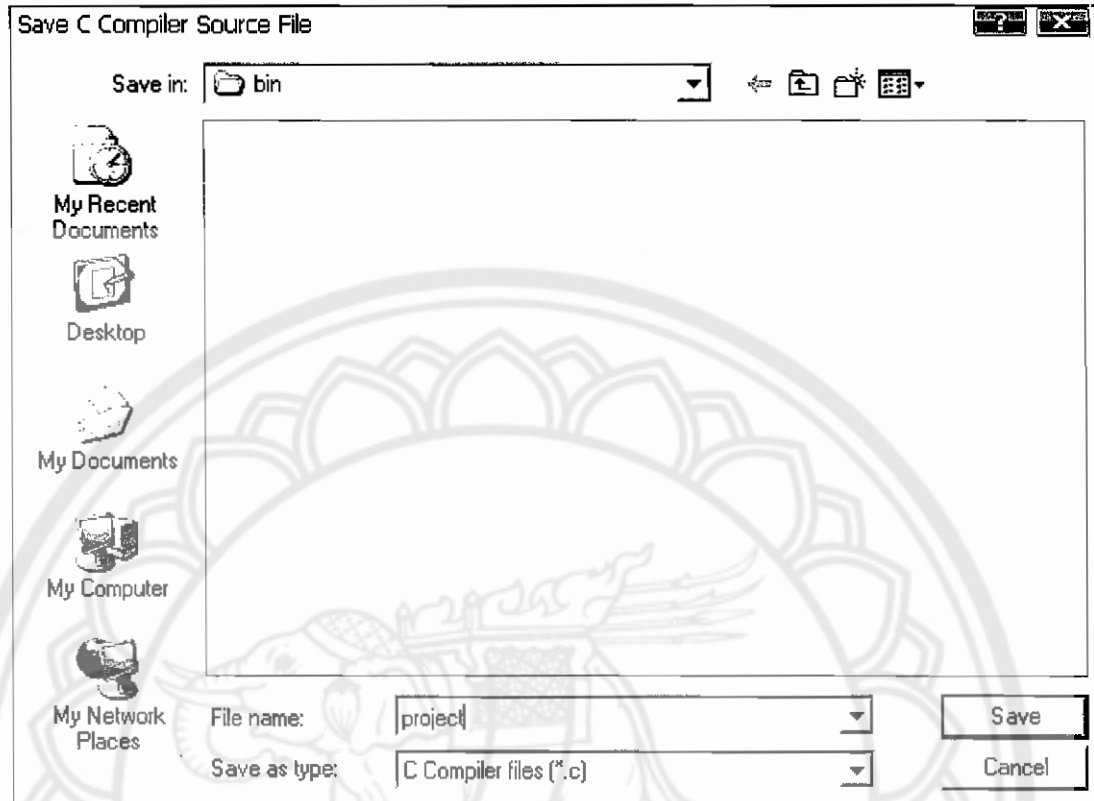 Save C Compiler Source File
Save in: bin
My Recent
Documents
Desktop
My Documents
My Computer
My Network
Places
File name: project Save
Save as type: C Compiler files (*.c) Cancel